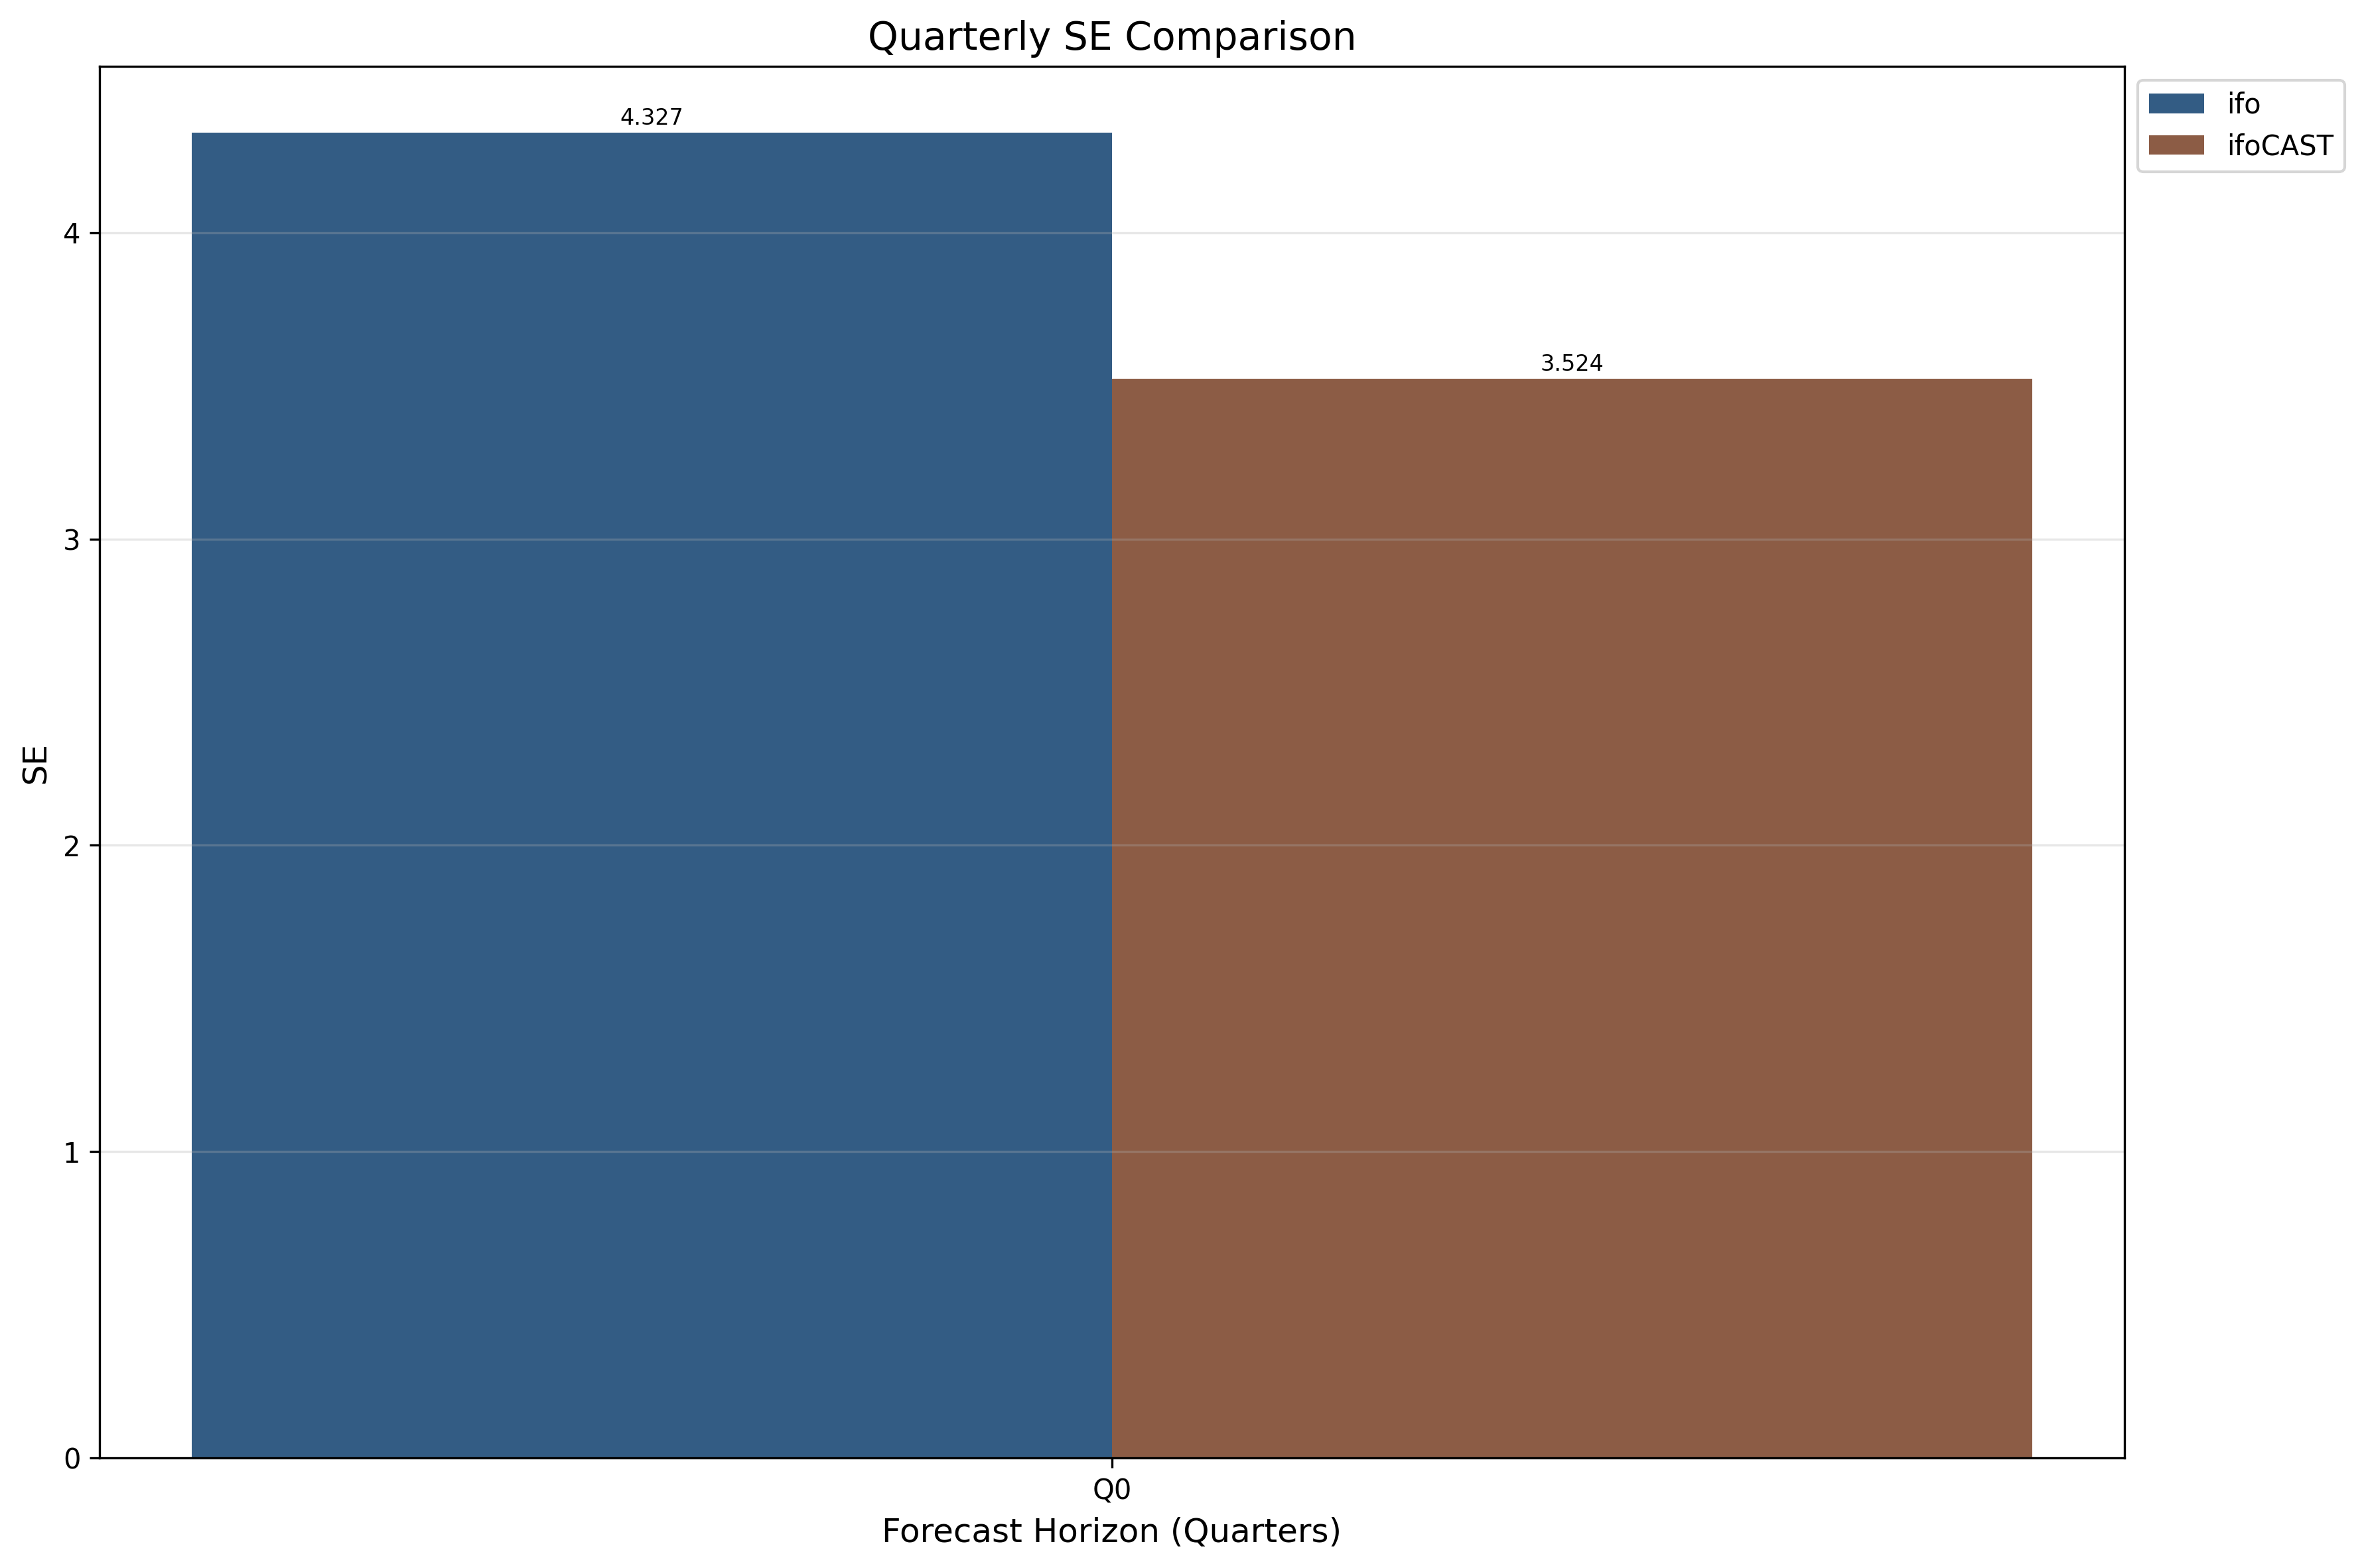 Quarterly SE Comparison
ifo
ifoCAST
4.327
3.524
4
3
2
1
0
SE
Q0
Forecast Horizon (Quarters)